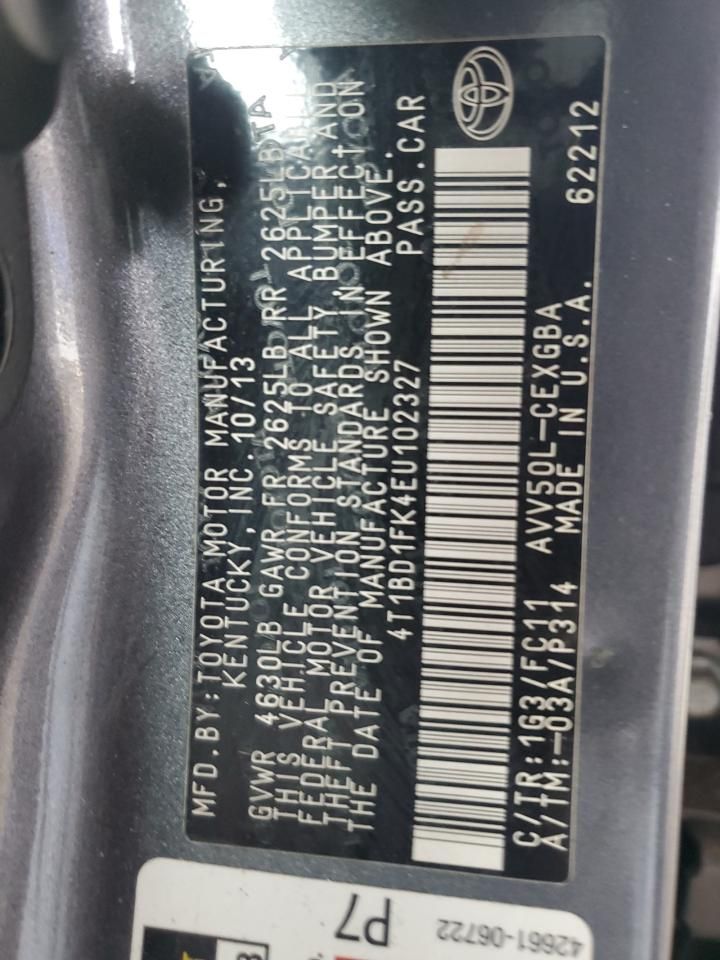 MFD.BY:TOYOTA MOTOR MANUFACTURING,
KENTUCKY,INC. 10/13
GVWR 4630LB GAWR FR 2625LB RR 2625LB
THIS VEHICLE CONFORMS TO ALL APPLICABLE
FEDERAL MOTOR VEHICLE SAFETY, BUMPER AND
THEFT PREVENTION STANDARDS IN EFFECT ON
THE DATE OF MANUFACTURE SHOWN ABOVE.
4T1BD1FK4EU102327 PASS.CAR
C/TR:1G3/FC11 AVV50L-CEXGBA
A/TM:-03A/P314 MADE IN U.S.A. 62212
P7
42661-06722